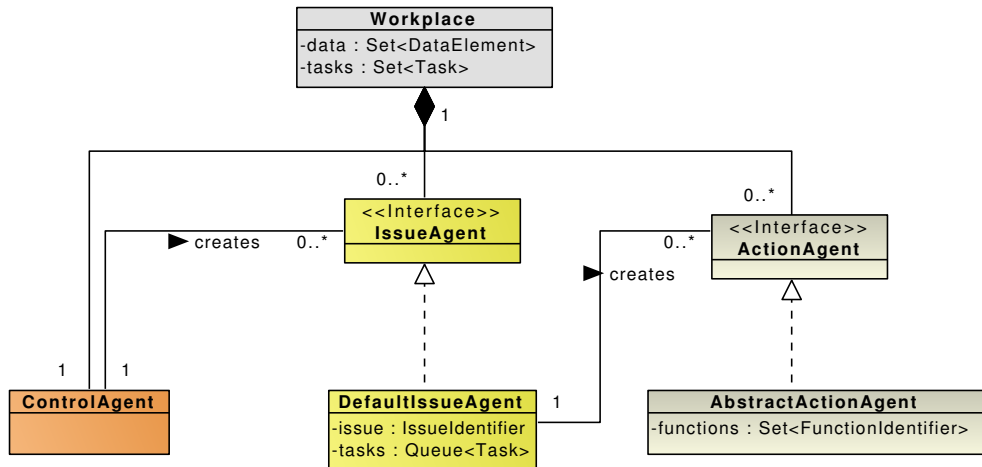 Workplace
-data : Set<DataElement>
-tasks : Set<Task>
1
0..*
0..*
<<Interface>>
IssueAgent
<<Interface>>
ActionAgent
creates
0..*
0..*
creates
1
1
ControlAgent
DefaultIssueAgent
-issue : IssueIdentifier
-tasks : Queue<Task>
1
AbstractActionAgent
-functions : Set<FunctionIdentifier>